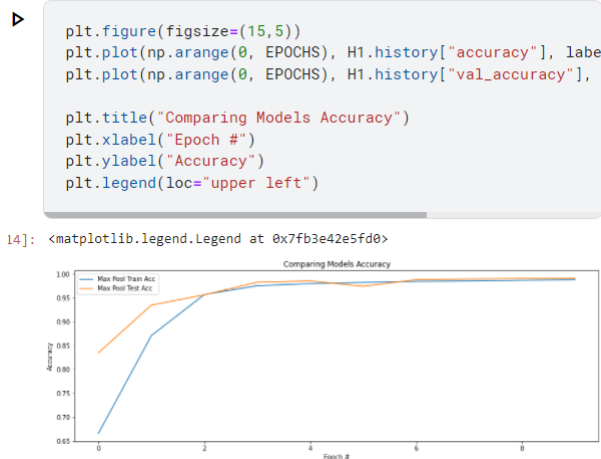 plt.figure(figsize=(15,5))
plt.plot(np.arange(0, EPOCHS), H1.history["accuracy"], labe
plt.plot(np.arange(0, EPOCHS), H1.history["val_accuracy"],
plt.title("Comparing Models Accuracy")
plt.xlabel("Epoch #")
plt.ylabel("Accuracy")
plt.legend(loc="upper left")
14]: <matplotlib.legend.Legend at 0x7fb3e42e5fd0>
Comparing Models Accuracy
Max Pool Train Acc
Max Pool Test Acc
1.00
0.95
0.90
0.85
0.80
0.75
0.70
0.65
Accuracy
0 2 4 6 8
Epoch #